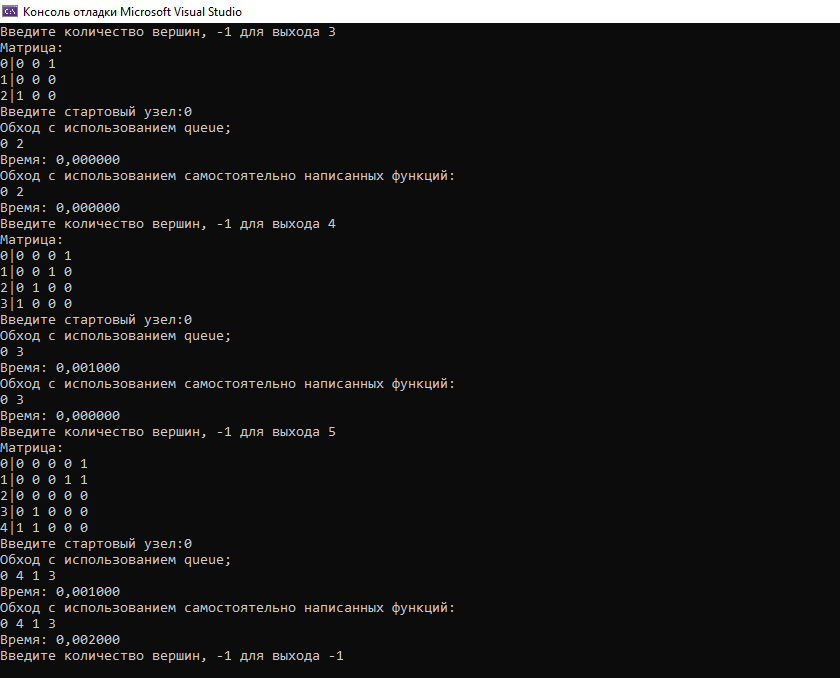 Консоль отладки Microsoft Visual Studio
Введите количество вершин, -1 для выхода 3
Матрица:
0|0 0 1
1|0 0 0
2|1 0 0
Введите стартовый узел:0
Обход с использованием queue;
0 2
Время: 0,000000
Обход с использованием самостоятельно написанных функций:
0 2
Время: 0,000000
Введите количество вершин, -1 для выхода 4
Матрица:
0|0 0 0 1
1|0 0 1 0
2|0 1 0 0
3|1 0 0 0
Введите стартовый узел:0
Обход с использованием queue;
0 3
Время: 0,001000
Обход с использованием самостоятельно написанных функций:
0 3
Время: 0,000000
Введите количество вершин, -1 для выхода 5
Матрица:
0|0 0 0 0 1
1|0 0 0 1 1
2|0 0 0 0 0
3|0 1 0 0 0
4|1 1 0 0 0
Введите стартовый узел:0
Обход с использованием queue;
0 4 1 3
Время: 0,001000
Обход с использованием самостоятельно написанных функций:
0 4 1 3
Время: 0,002000
Введите количество вершин, -1 для выхода -1